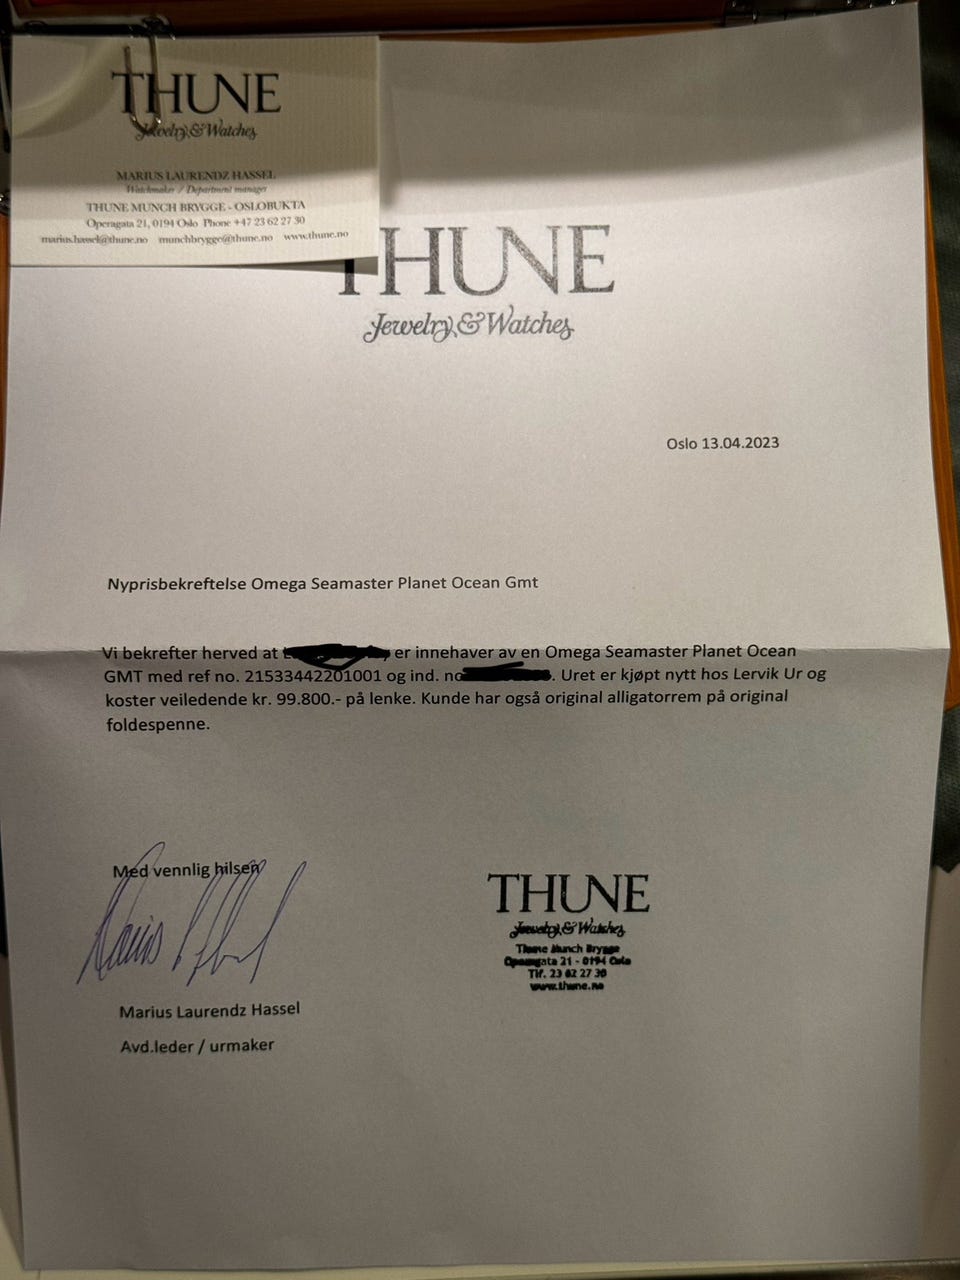 THUNE
Jewelry & Watches
MARIUS LAURENDZ HASSEL
Watchmaker / Department manager
THUNE MUNCH BRYGGE - OSLOBUKTA
Operagata 21, 0194 Oslo Phone +47 23 62 27 30
marius.hassel@thune.no munchbrygge@thune.no www.thune.no
THUNE
Jewelry & Watches
Oslo 13.04.2023
Nyprisbekreftelse Omega Seamaster Planet Ocean Gmt
Vi bekrefter herved at er innehaver av en Omega Seamaster Planet Ocean
GMT med ref no. 21533442201001 og ind. no . Uret er kjøpt nytt hos Lervik Ur og
koster veiledende kr. 99.800.- på lenke. Kunde har også original alligatorrem på original
foldespenne.
Med vennlig hilsen
Marius Laurendz Hassel
Avd.leder / urmaker
THUNE
Jewelry & Watches
Thune Munch Brygge
Operagata 21 - 0194 Oslo
Tlf. 23 62 27 30
www.thune.no